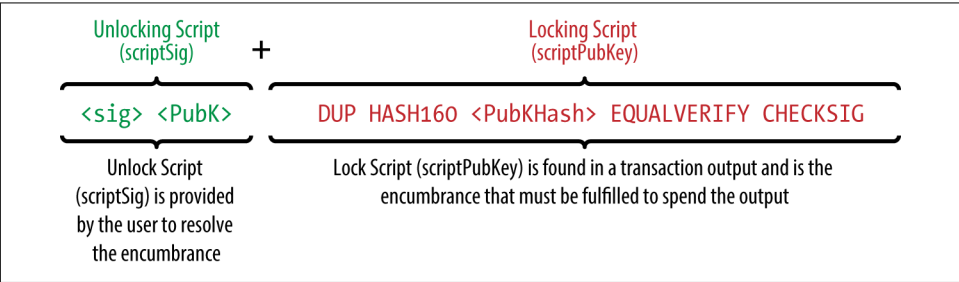 Unlocking Script
(scriptSig)
+
Locking Script
(scriptPubKey)
<sig> <PubK>
DUP HASH160 <PubKHash> EQUALVERIFY CHECKSIG
Unlock Script
(scriptSig) is provided
by the user to resolve
the encumbrance
Lock Script (scriptPubKey) is found in a transaction output and is the
encumbrance that must be fulfilled to spend the output